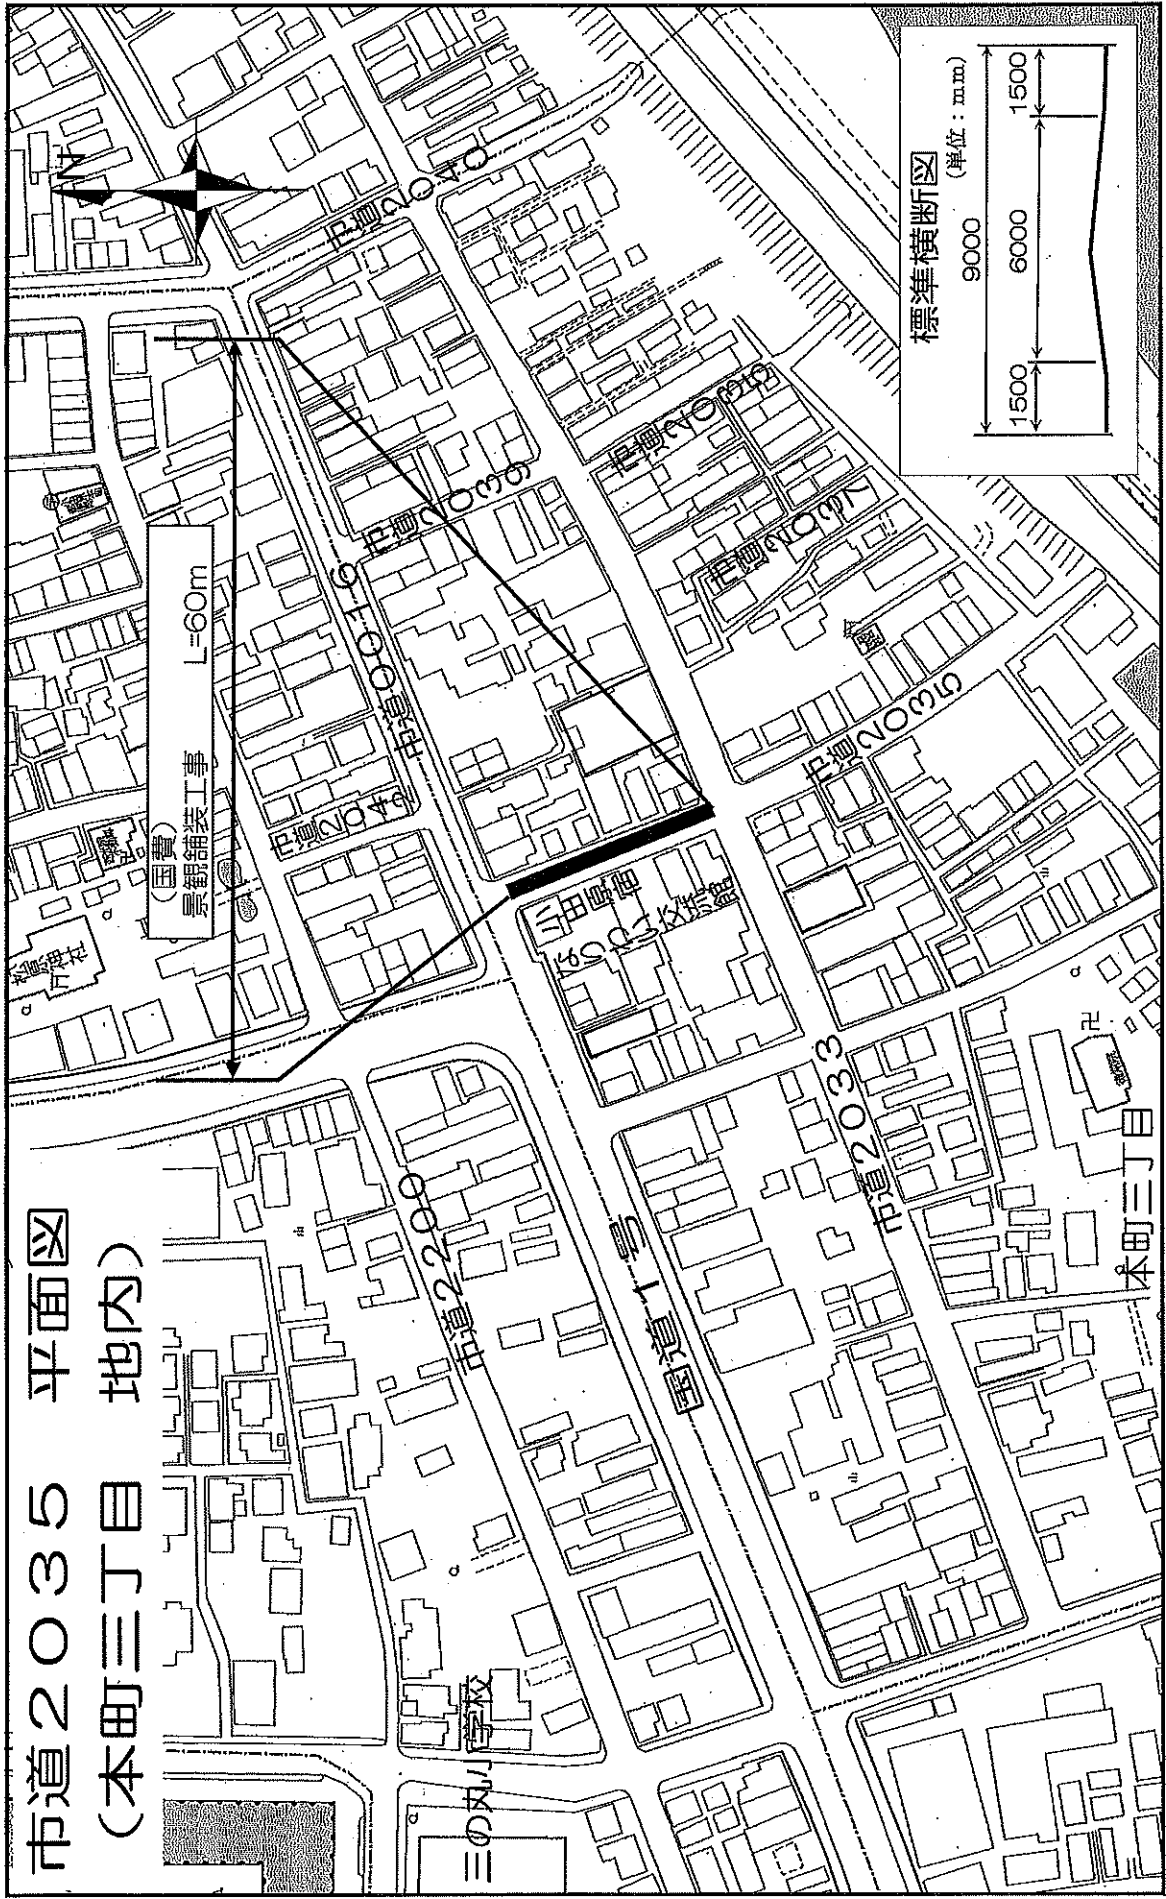 市道2035 平面図
(本町三丁目 地内)
N
(国費)
景観舗装工事 L=60m
市道2040
市道2039
市道0016
市道2042
市道2035
市道2037
市道2035
小田原宿
なりわい交流館
松原神社
市道2200
国道1号
市道2033
本町三丁目
三の丸小学校
標準横断図
(単位:mm)
9000
1500
6000
1500